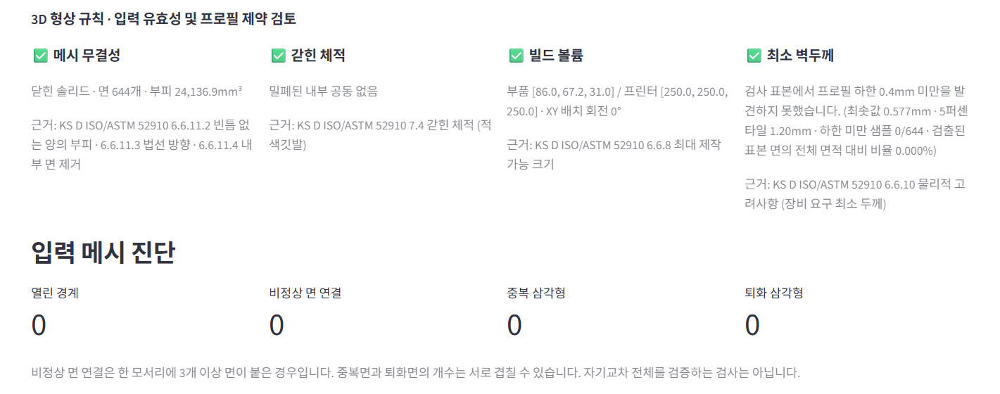 3D 형상 규칙 · 입력 유효성 및 프로필 제약 검토
✅ 메시 무결성
닫힌 솔리드 · 면 644개 · 부피 24,136.9mm³
근거: KS D ISO/ASTM 52910 6.6.11.2 빈틈 없
는 양의 부피 · 6.6.11.3 법선 방향 · 6.6.11.4 내
부 면 제거
✅ 갇힌 체적
밀폐된 내부 공동 없음
근거: KS D ISO/ASTM 52910 7.4 갇힌 체적 (적
색깃발)
✅ 빌드 볼륨
부품 [86.0, 67.2, 31.0] / 프린터 [250.0, 250.0,
250.0] · XY 배치 회전 0°
근거: KS D ISO/ASTM 52910 6.6.8 최대 제작
가능 크기
✅ 최소 벽두께
검사 표본에서 프로필 하한 0.4mm 미만을 발
견하지 못했습니다. (최솟값 0.577mm · 5퍼센
타일 1.20mm · 하한 미만 샘플 0/644 · 검출된
표본 면의 전체 면적 대비 비율 0.000%)
근거: KS D ISO/ASTM 52910 6.6.10 물리적 고
려사항 (장비 요구 최소 두께)
입력 메시 진단
열린 경계
0
비정상 면 연결
0
중복 삼각형
0
퇴화 삼각형
0
비정상 면 연결은 한 모서리에 3개 이상 면이 붙은 경우입니다. 중복면과 퇴화면의 개수는 서로 겹칠 수 있습니다. 자기교차 전체를 검증하는 검사는 아닙니다.